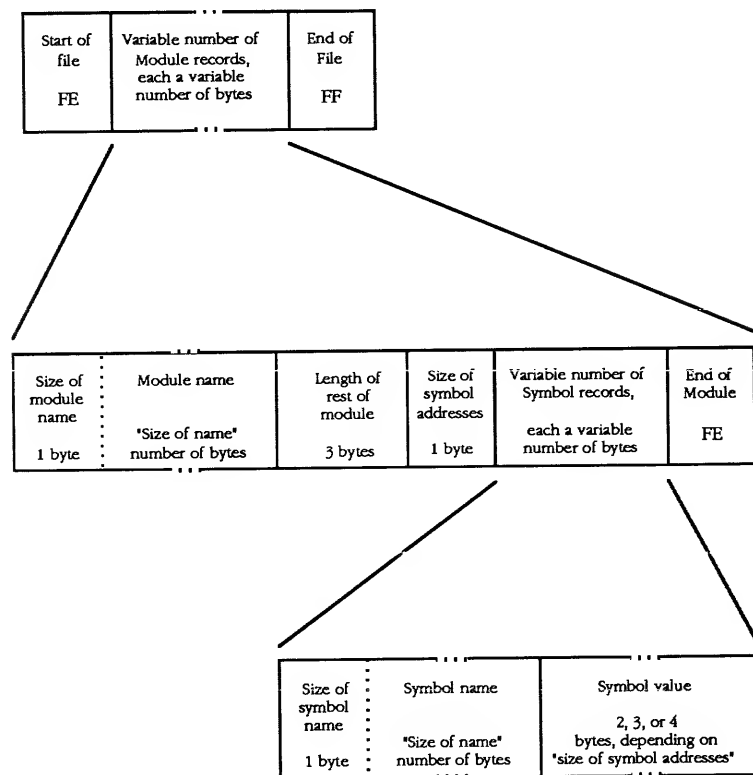 Start of
file
FE
Variable number of
Module records,
each a variable
number of bytes
End of
File
FF
Size of
module
name
1 byte
Module name
"Size of name"
number of bytes
Length of
rest of
module
3 bytes
Size of
symbol
addresses
1 byte
Variable number of
Symbol records,
each a variable
number of bytes
End of
Module
FE
Size of
symbol
name
1 byte
Symbol name
"Size of name"
number of bytes
Symbol value
2, 3, or 4
bytes, depending on
"size of symbol addresses"